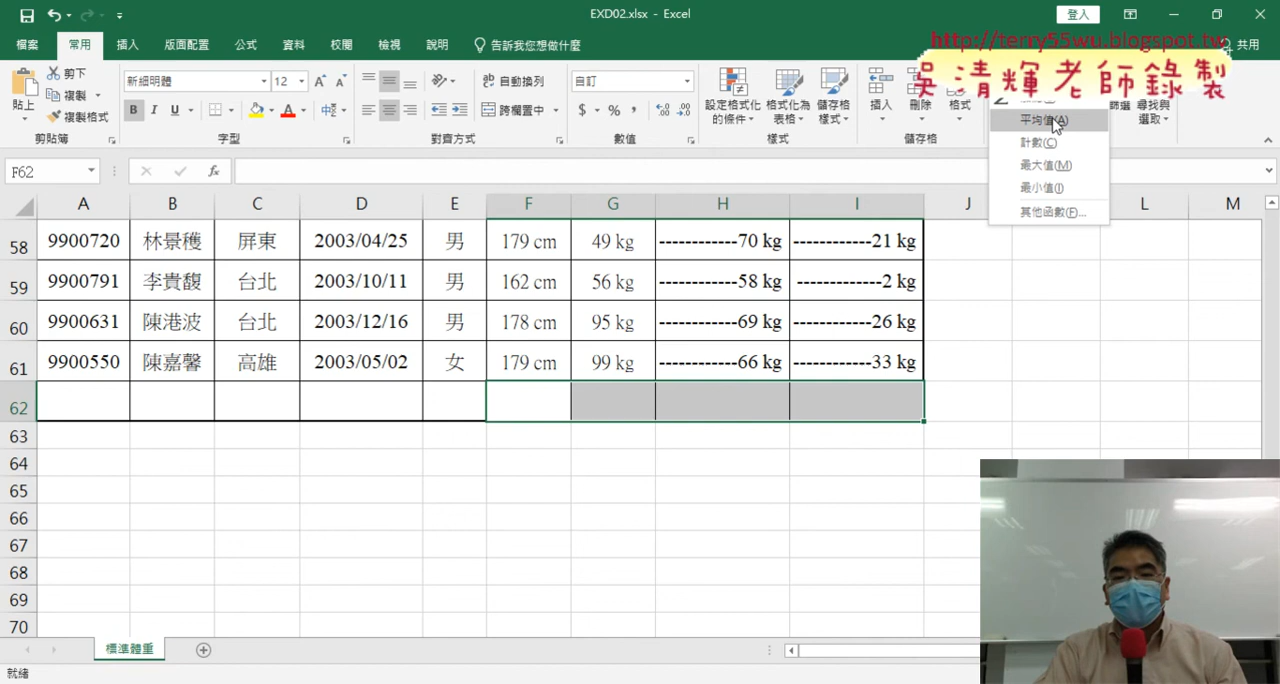 EXD02.xlsx - Excel
登入
檔案 常用 插入 版面配置 公式 資料 校閱 檢視 說明 告訴我您想做什麼 共用
http://terry55wu.blogspot.tw
吳清輝老師錄製
貼上 剪下 複製 複製格式
剪貼簿
新細明體 12
B I U
字型
自動換列
跨欄置中
對齊方式
自訂
$ % ,
數值
設定格式化的條件 格式化為表格 儲存格樣式
樣式
插入 刪除 格式
儲存格
尋找與選取
平均值(A)
計數(C)
最大值(M)
最小值(I)
其他函數(F)...
F62 fx
A B C D E F G H I J L M
58 9900720 林景穫 屏東 2003/04/25 男 179 cm 49 kg ------------70 kg ------------21 kg
59 9900791 李貴馥 台北 2003/10/11 男 162 cm 56 kg ------------58 kg -------------2 kg
60 9900631 陳港波 台北 2003/12/16 男 178 cm 95 kg ------------69 kg ------------26 kg
61 9900550 陳嘉馨 高雄 2003/05/02 女 179 cm 99 kg ------------66 kg ------------33 kg
62
63
64
65
66
67
68
69
70
標準體重
就緒